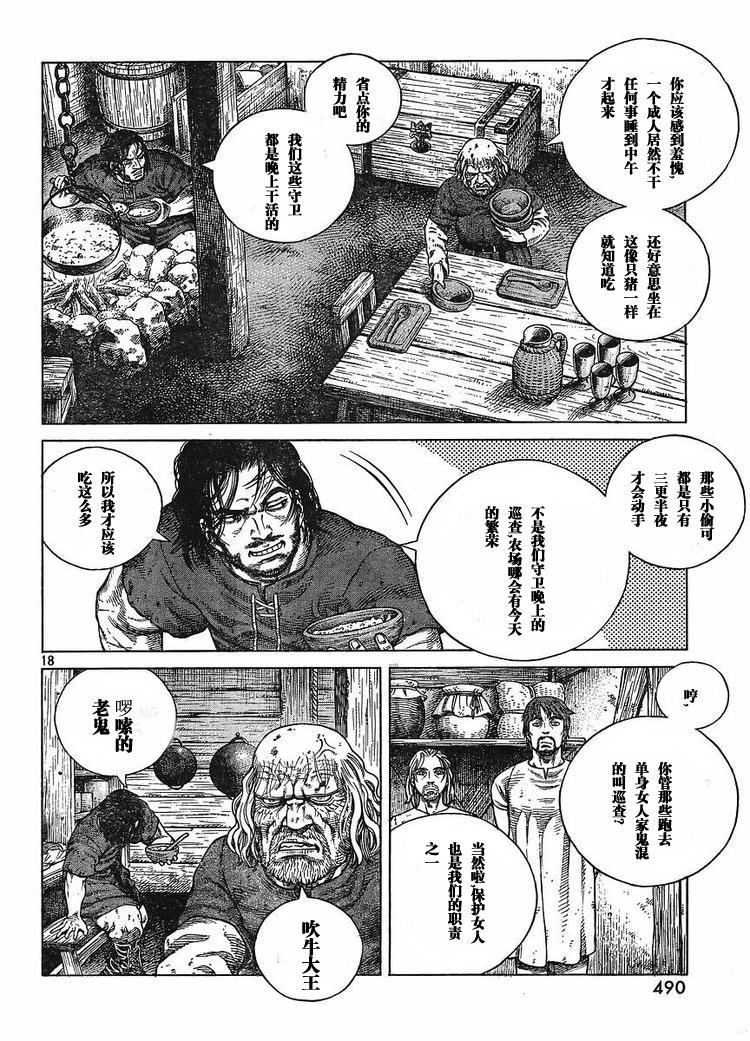 你应该感到羞愧，
一个成人居然不干
任何事睡到中午
才起来
还好意思坐在
这像只猪一样
就知道吃
省点你的
精力吧
我们这些守卫
都是晚上干活的
那些小偷可
都是只有
三更半夜
才会动手
不是我们守卫晚上的
巡查，农场哪会有今天
的繁荣
所以我才应该
吃这么多
18
哼，
你管那些跑去
单身女人家鬼混
的叫巡查？
当然啦，保护女人
也是我们的职责
之一
啰嗦的
老鬼
吹牛大王
490